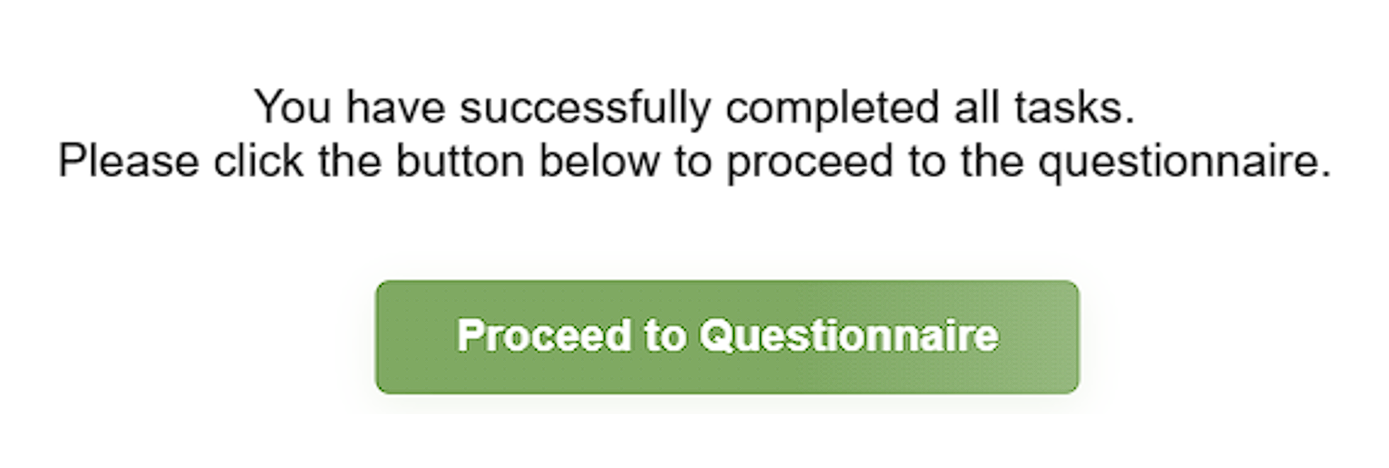 You have successfully completed all tasks.
Please click the button below to proceed to the questionnaire.
Proceed to Questionnaire